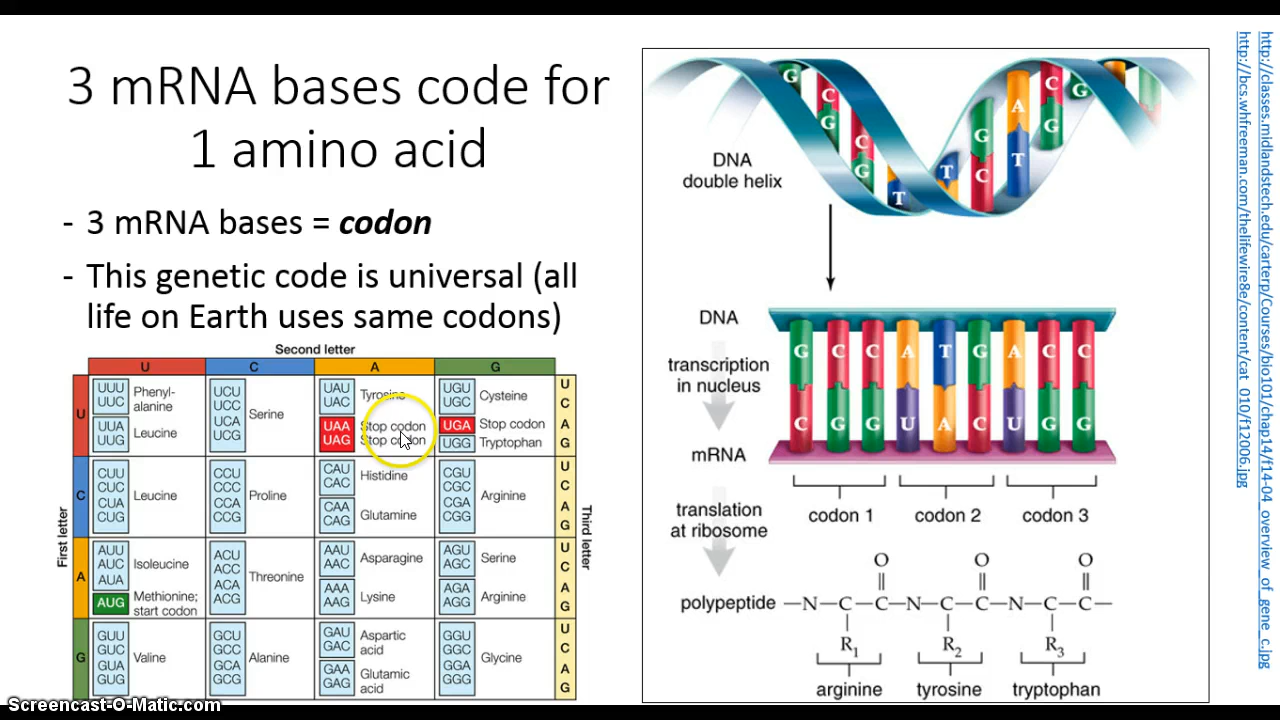 3 mRNA bases code for
1 amino acid
- 3 mRNA bases = codon
- This genetic code is universal (all
life on Earth uses same codons)
Second letter
U C A G
First letter
U
UUU
UUC
Phenyl-
alanine
UUA
UUG
Leucine
UCU
UCC
UCA
UCG
Serine
UAU
UAC
Tyrosine
UAA
UAG
Stop codon
Stop codon
UGU
UGC
Cysteine
UGA
Stop codon
UGG
Tryptophan
U
C
A
G
C
CUU
CUC
CUA
CUG
Leucine
CCU
CCC
CCA
CCG
Proline
CAU
CAC
Histidine
CAA
CAG
Glutamine
CGU
CGC
CGA
CGG
Arginine
U
C
A
G
A
AUU
AUC
AUA
Isoleucine
AUG
Methionine;
start codon
ACU
ACC
ACA
ACG
Threonine
AAU
AAC
Asparagine
AAA
AAG
Lysine
AGU
AGC
Serine
AGA
AGG
Arginine
U
C
A
G
G
GUU
GUC
GUA
GUG
Valine
GCU
GCC
GCA
GCG
Alanine
GAU
GAC
Aspartic
acid
GAA
GAG
Glutamic
acid
GGU
GGC
GGA
GGG
Glycine
U
C
A
G
Third letter
G
C
G
C
G
T
T
G
C
A
T
C
G
G
DNA
double helix
DNA
G C C A T G A C C
transcription
in nucleus
C G G U A C U G G
mRNA
codon 1 codon 2 codon 3
translation
at ribosome
O O O
polypeptide —N—C—C—N—C—C—N—C—C—
R1 R2 R3
arginine tyrosine tryptophan
http://classes.midlandstech.edu/carterp/Courses/bio101/chap14/f14-04_overview_of_gene_c.jpg
http://bcs.whfreeman.com/thelifewire8e/content/cat_010/f12006.jpg
Screencast-O-Matic.com